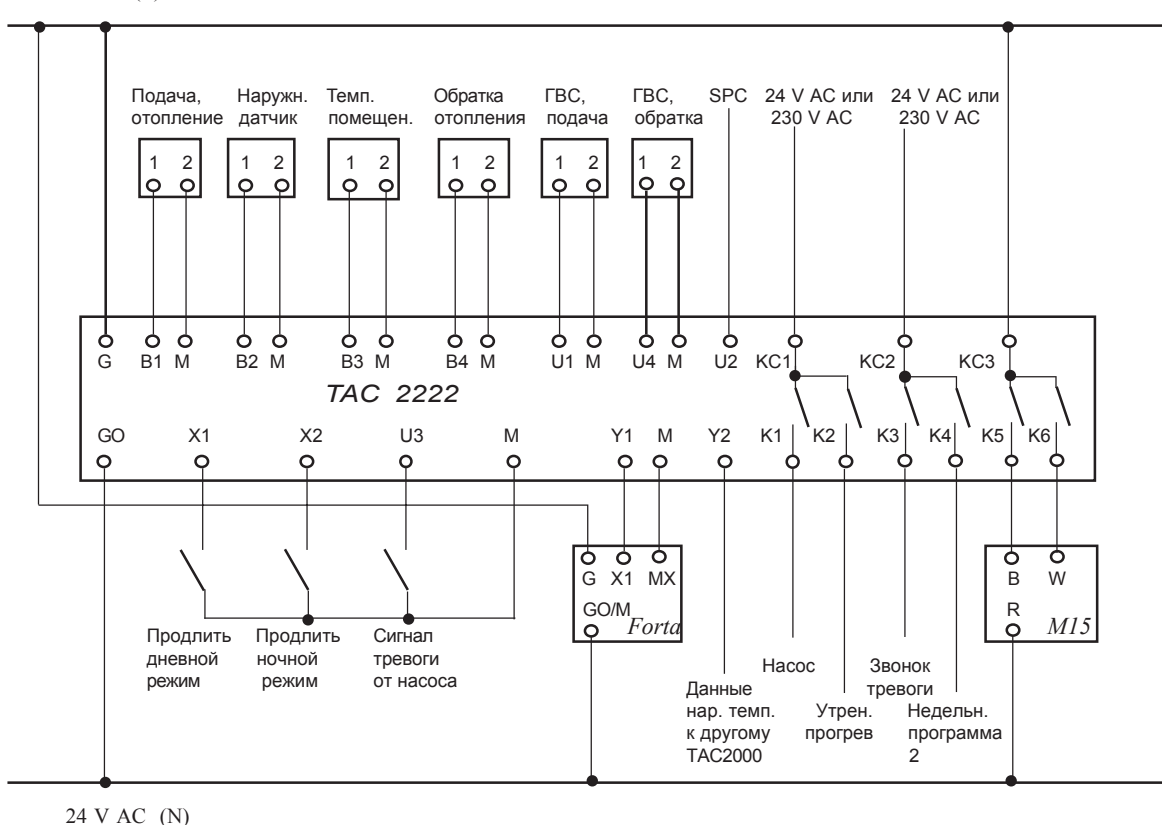 Подача,
отопление
Наружн.
датчик
Темп.
помещен.
Обратка
отопления
ГВС,
подача
ГВС,
обратка
SPC
24 V AC или
230 V AC
24 V AC или
230 V AC
1 2 1 2 1 2 1 2 1 2 1 2
G B1 M B2 M B3 M B4 M U1 M U4 M U2 KC1 KC2 KC3
TAC 2222
GO X1 X2 U3 M Y1 M Y2 K1 K2 K3 K4 K5 K6
G X1 MX
GO/M
Forta
B W
R
M15
Продлить
дневной
режим
Продлить
ночной
режим
Сигнал
тревоги
от насоса
Данные
нар. темп.
к другому
TAC2000
Насос
Утрен.
прогрев
Звонок
тревоги
Недельн.
программа
2
24 V AC (N)